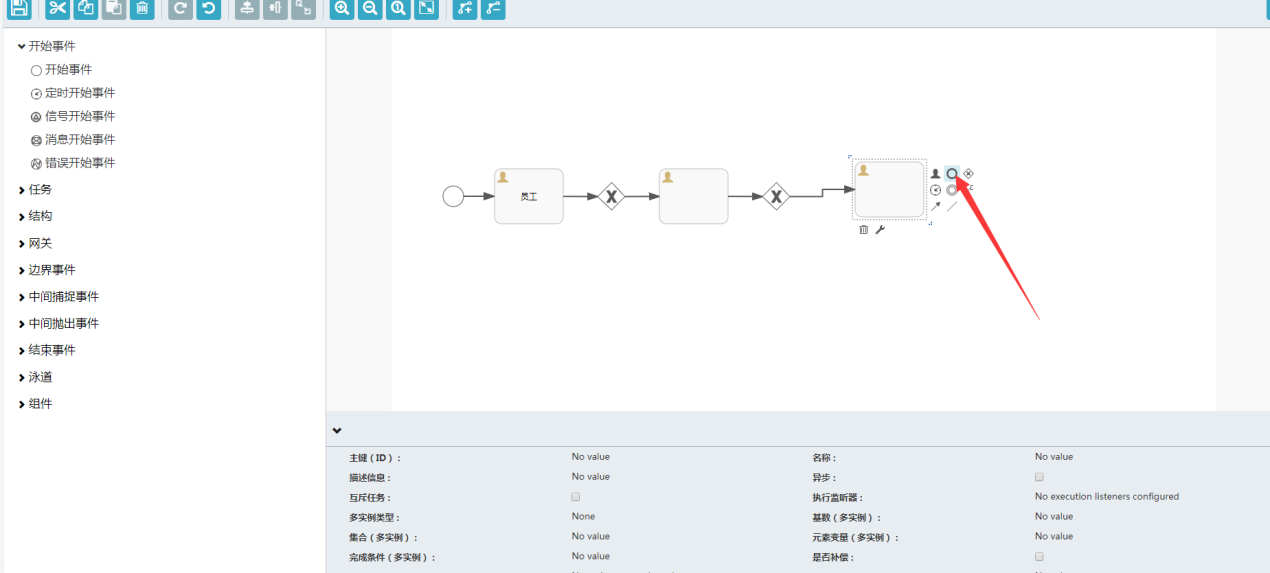 开始事件
开始事件
定时开始事件
信号开始事件
消息开始事件
错误开始事件
任务
结构
网关
边界事件
中间捕捉事件
中间抛出事件
结束事件
泳道
组件
员工
主键 ( ID ) : No value 名称 : No value
描述信息 : No value 异步 :
互斥任务 : 执行监听器 : No execution listeners configured
多实例类型 : None 基数 ( 多实例 ) : No value
集合 ( 多实例 ) : No value 元素变量 ( 多实例 ) : No value
完成条件 ( 多实例 ) : No value 是否补偿 :